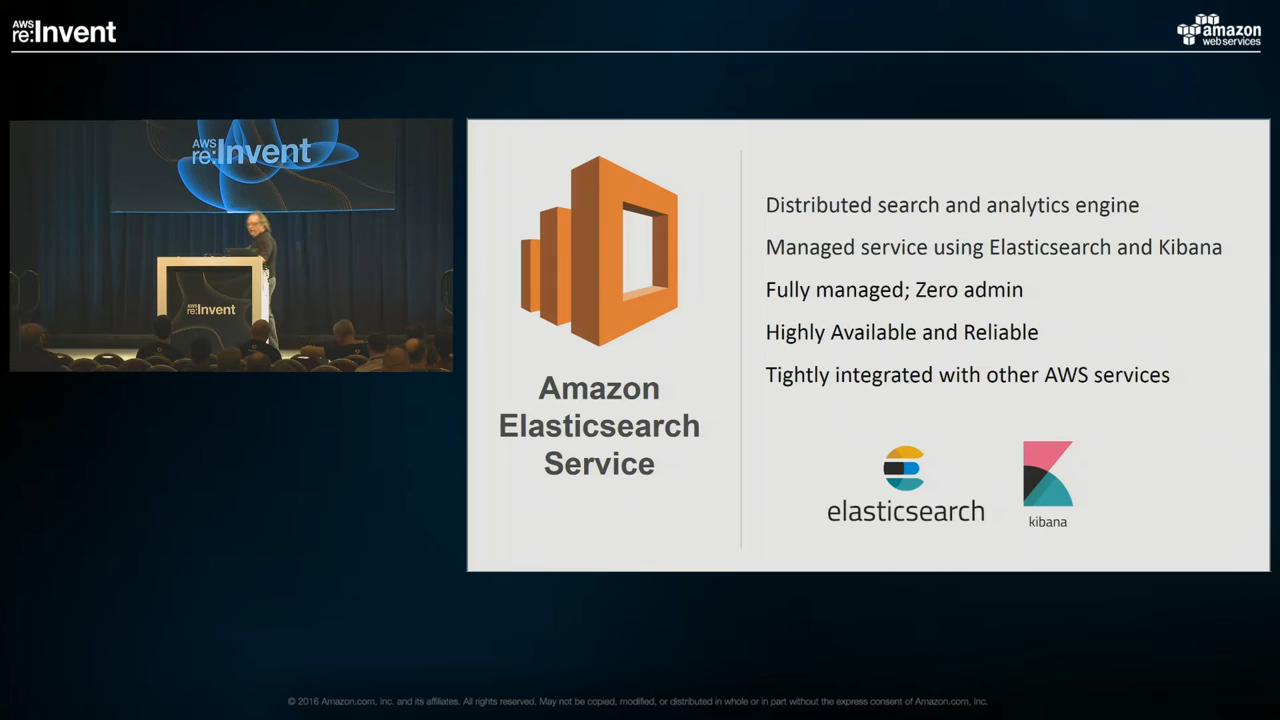 AWS
re:Invent
amazon
web services
AWS
re:Invent
AWS
re:Invent
Amazon
Elasticsearch
Service
Distributed search and analytics engine
Managed service using Elasticsearch and Kibana
Fully managed; Zero admin
Highly Available and Reliable
Tightly integrated with other AWS services
elasticsearch
kibana
© 2016 Amazon.com, Inc. and its affiliates. All rights reserved. May not be copied, modified, or distributed in whole or in part without the express consent of Amazon.com, Inc.